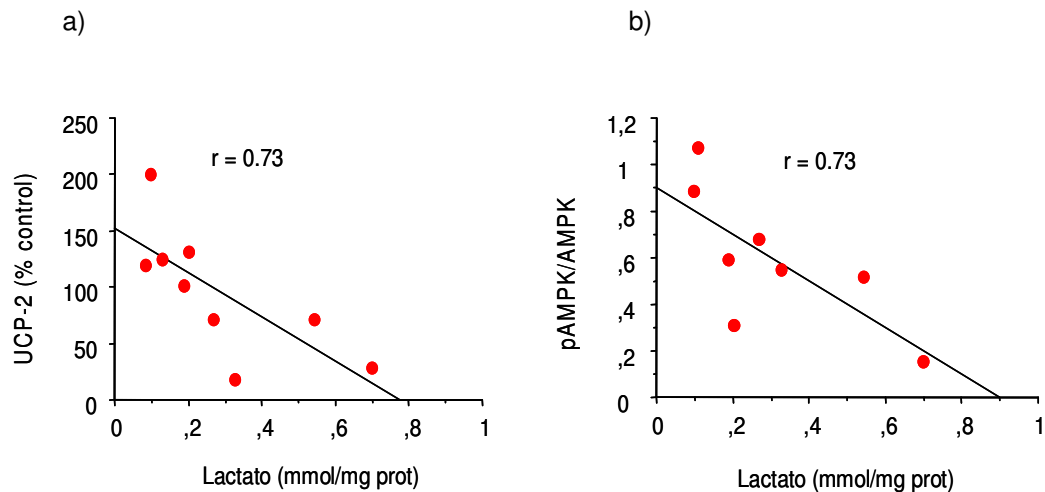 a)
250
200
150
100
50
0
UCP-2 (% control)
r = 0.73
0 ,2 ,4 ,6 ,8 1
Lactato (mmol/mg prot)
b)
1,2
1
,8
,6
,4
,2
0
pAMPK/AMPK
r = 0.73
0 ,2 ,4 ,6 ,8 1
Lactato (mmol/mg prot)